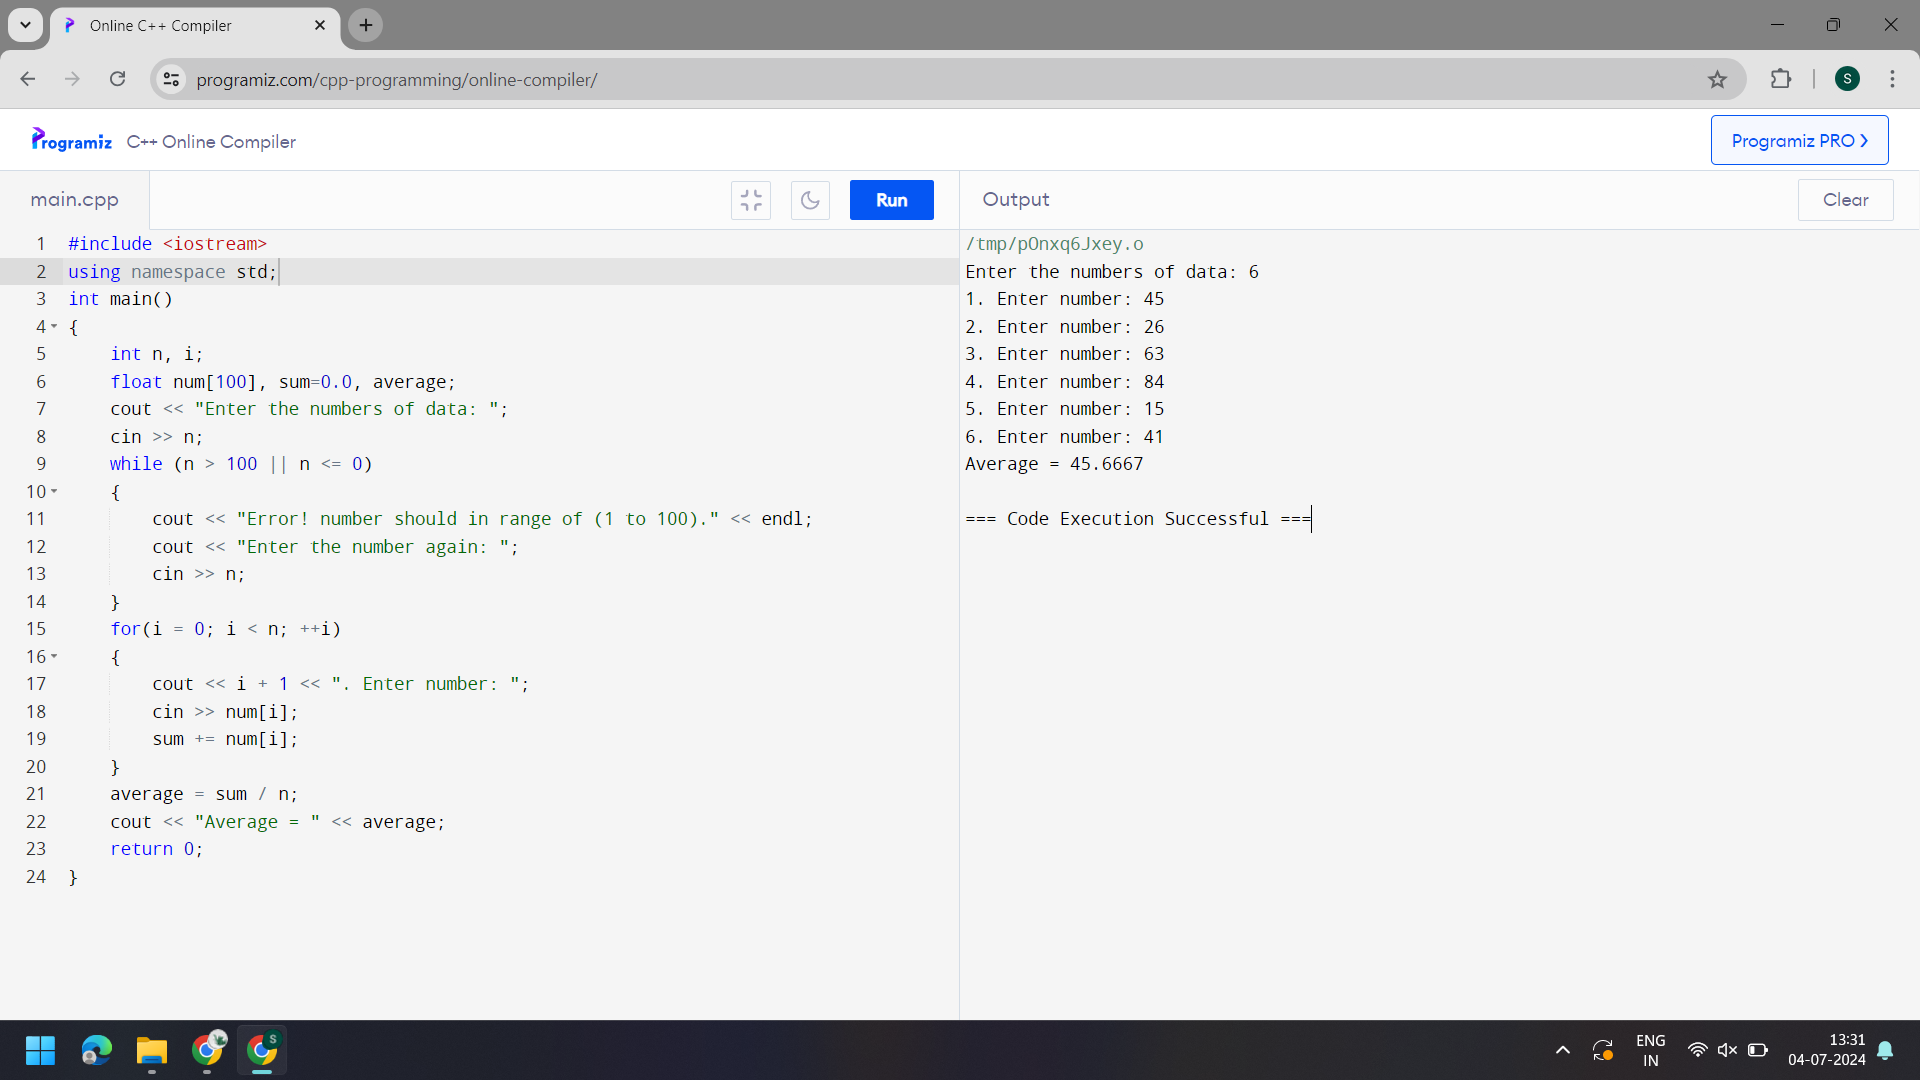 Online C++ Compiler
programiz.com/cpp-programming/online-compiler/
S
Programiz C++ Online Compiler
Programiz PRO
main.cpp
Run
Output
Clear
1 #include <iostream>
2 using namespace std;
3 int main()
4 {
5 int n, i;
6 float num[100], sum=0.0, average;
7 cout << "Enter the numbers of data: ";
8 cin >> n;
9 while (n > 100 || n <= 0)
10 {
11 cout << "Error! number should in range of (1 to 100)." << endl;
12 cout << "Enter the number again: ";
13 cin >> n;
14 }
15 for(i = 0; i < n; ++i)
16 {
17 cout << i + 1 << ". Enter number: ";
18 cin >> num[i];
19 sum += num[i];
20 }
21 average = sum / n;
22 cout << "Average = " << average;
23 return 0;
24 }
/tmp/pOnxq6Jxey.o
Enter the numbers of data: 6
1. Enter number: 45
2. Enter number: 26
3. Enter number: 63
4. Enter number: 84
5. Enter number: 15
6. Enter number: 41
Average = 45.6667
=== Code Execution Successful ===
S
ENG
IN
13:31
04-07-2024